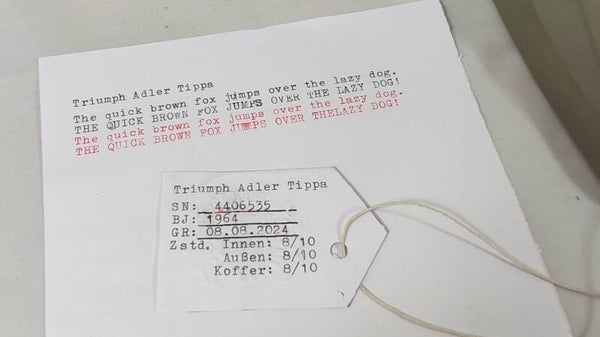 Triumph Adler Tippa
The quick brown fox jumps over the lazy dog.
THE QUICK BROWN FOX JUMPS OVER THE LAZY DOG!
The quick brown fox jumps over the lazy dog.
THE QUICK BROWN FOX JUMPS OVER THELAZY DOG!
Triumph Adler Tippa
SN: 4406535
BJ: 1964
GR: 08.08.2024
Zstd. Innen: 8/10
Außen: 8/10
Koffer: 8/10